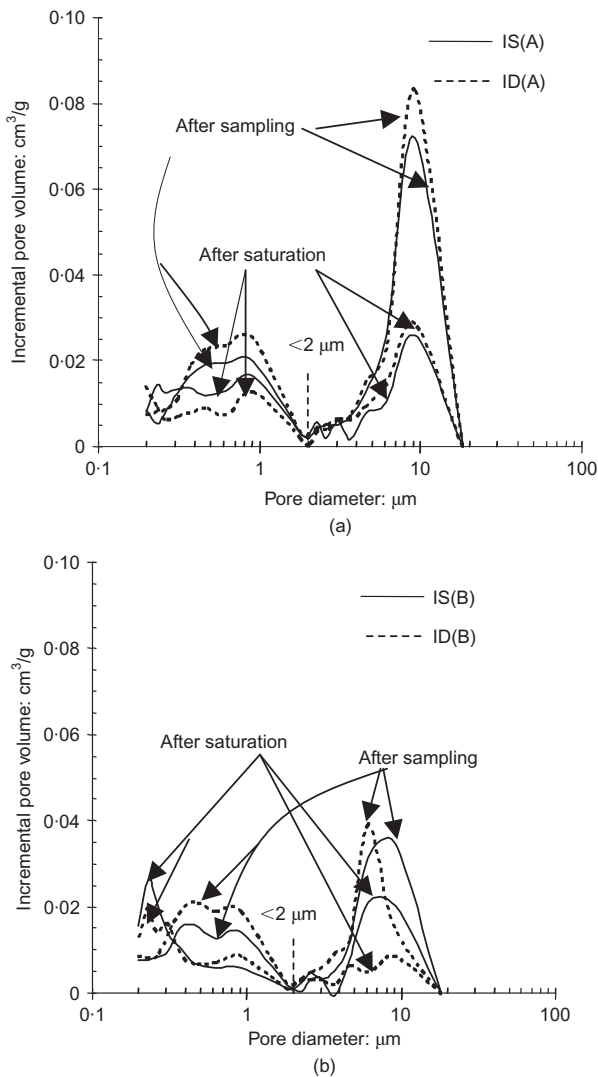 0·10
IS(A)
ID(A)
0·08
After sampling
0·06
After saturation
0·04
<2 μm
0·02
0
0·1
1
10
100
Incremental pore volume: cm³/g
Pore diameter: μm
(a)
0·10
IS(B)
ID(B)
0·08
0·06
After saturation
After sampling
0·04
<2 μm
0·02
0
0·1
1
10
100
Incremental pore volume: cm³/g
Pore diameter: μm
(b)